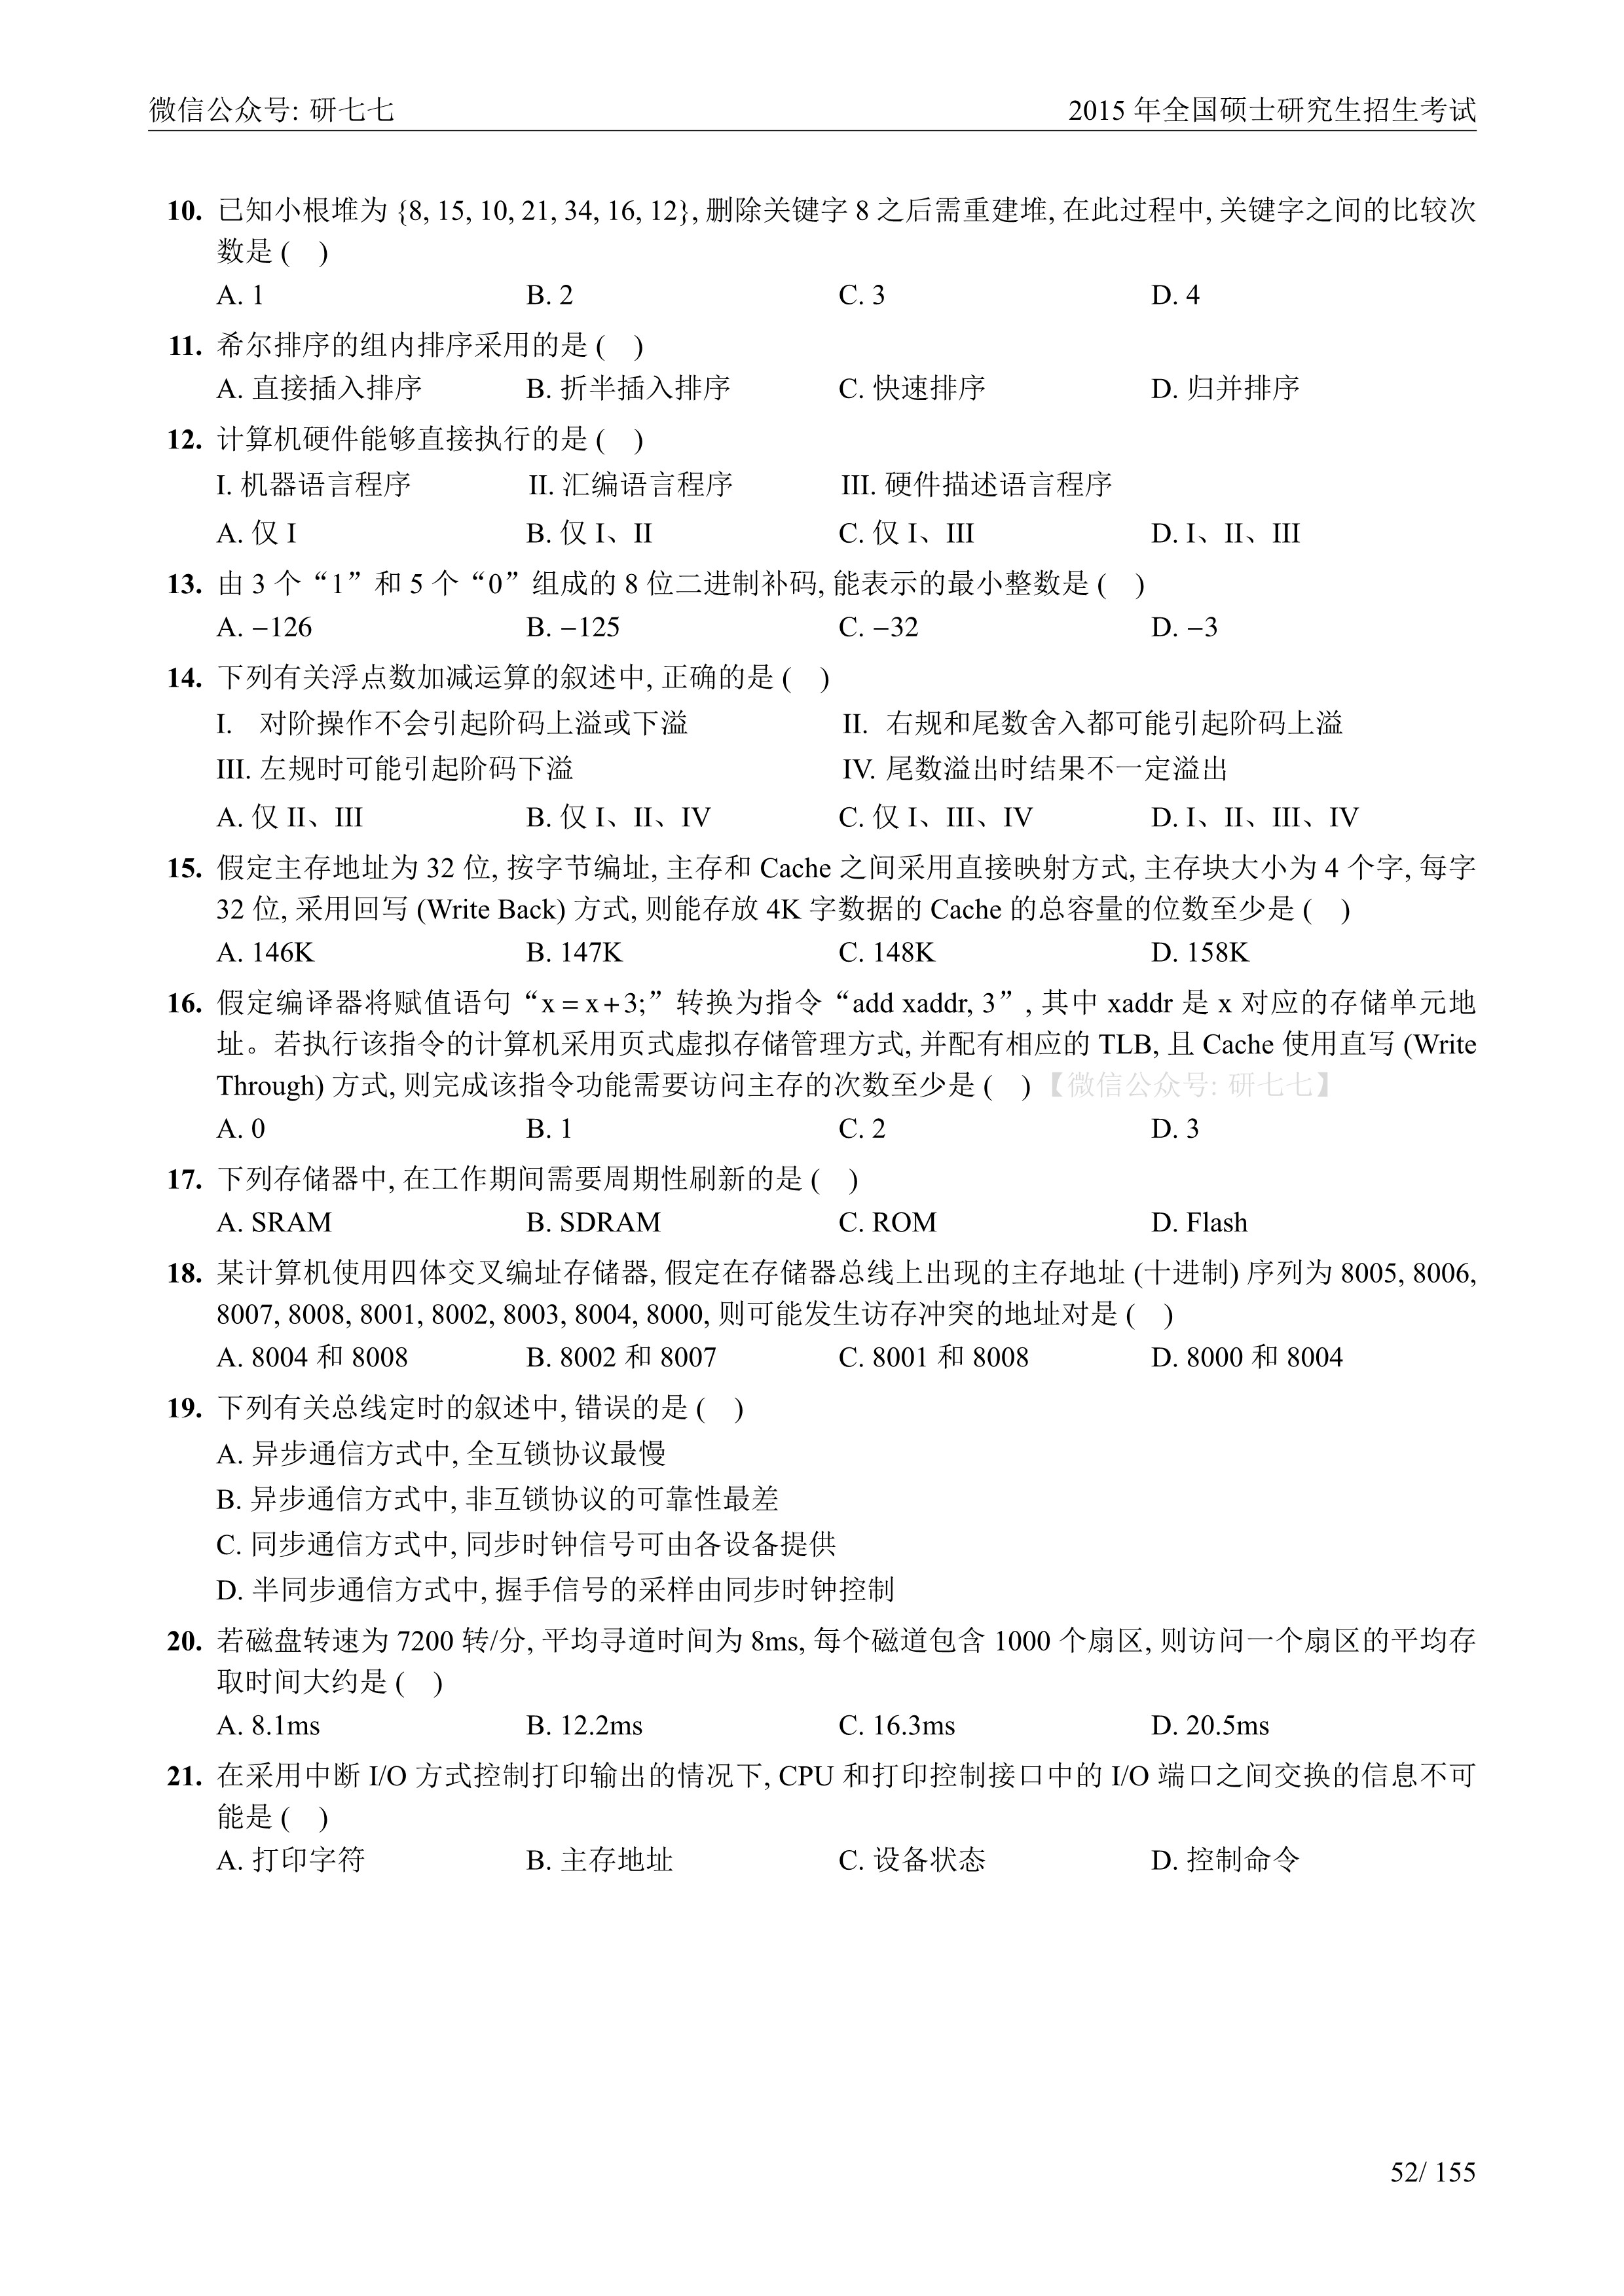 微信公众号: 研七七 2015 年全国硕士研究生招生考试
10. 已知小根堆为 {8, 15, 10, 21, 34, 16, 12}, 删除关键字 8 之后需重建堆, 在此过程中, 关键字之间的比较次
数是 ( )
A. 1 B. 2 C. 3 D. 4
11. 希尔排序的组内排序采用的是 ( )
A. 直接插入排序 B. 折半插入排序 C. 快速排序 D. 归并排序
12. 计算机硬件能够直接执行的是 ( )
I. 机器语言程序 II. 汇编语言程序 III. 硬件描述语言程序
A. 仅 I B. 仅 I、II C. 仅 I、III D. I、II、III
13. 由 3 个“1”和 5 个“0”组成的 8 位二进制补码, 能表示的最小整数是 ( )
A. −126 B. −125 C. −32 D. −3
14. 下列有关浮点数加减运算的叙述中, 正确的是 ( )
I. 对阶操作不会引起阶码上溢或下溢 II. 右规和尾数舍入都可能引起阶码上溢
III. 左规时可能引起阶码下溢 IV. 尾数溢出时结果不一定溢出
A. 仅 II、III B. 仅 I、II、IV C. 仅 I、III、IV D. I、II、III、IV
15. 假定主存地址为 32 位, 按字节编址, 主存和 Cache 之间采用直接映射方式, 主存块大小为 4 个字, 每字
32 位, 采用回写 (Write Back) 方式, 则能存放 4K 字数据的 Cache 的总容量的位数至少是 ( )
A. 146K B. 147K C. 148K D. 158K
16. 假定编译器将赋值语句“x = x + 3;”转换为指令“add xaddr, 3”, 其中 xaddr 是 x 对应的存储单元地
址。若执行该指令的计算机采用页式虚拟存储管理方式, 并配有相应的 TLB, 且 Cache 使用直写 (Write
Through) 方式, 则完成该指令功能需要访问主存的次数至少是 ( ) 【微信公众号: 研七七】
A. 0 B. 1 C. 2 D. 3
17. 下列存储器中, 在工作期间需要周期性刷新的是 ( )
A. SRAM B. SDRAM C. ROM D. Flash
18. 某计算机使用四体交叉编址存储器, 假定在存储器总线上出现的主存地址 (十进制) 序列为 8005, 8006,
8007, 8008, 8001, 8002, 8003, 8004, 8000, 则可能发生访存冲突的地址对是 ( )
A. 8004 和 8008 B. 8002 和 8007 C. 8001 和 8008 D. 8000 和 8004
19. 下列有关总线定时的叙述中, 错误的是 ( )
A. 异步通信方式中, 全互锁协议最慢
B. 异步通信方式中, 非互锁协议的可靠性最差
C. 同步通信方式中, 同步时钟信号可由各设备提供
D. 半同步通信方式中, 握手信号的采样由同步时钟控制
20. 若磁盘转速为 7200 转/分, 平均寻道时间为 8ms, 每个磁道包含 1000 个扇区, 则访问一个扇区的平均存
取时间大约是 ( )
A. 8.1ms B. 12.2ms C. 16.3ms D. 20.5ms
21. 在采用中断 I/O 方式控制打印输出的情况下, CPU 和打印控制接口中的 I/O 端口之间交换的信息不可
能是 ( )
A. 打印字符 B. 主存地址 C. 设备状态 D. 控制命令
52/ 155